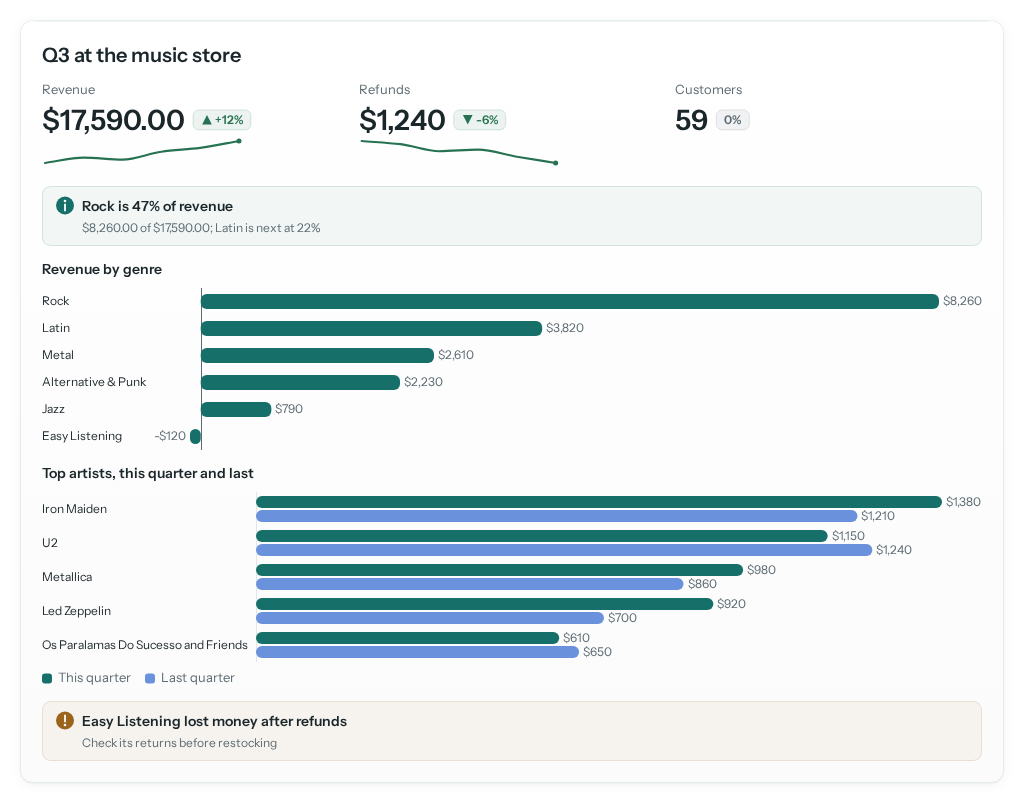 Q3 at the music store
Revenue
$17,590.00 ▲ +12%
Refunds
$1,240 ▼ -6%
Customers
59 0%
Rock is 47% of revenue
$8,260.00 of $17,590.00; Latin is next at 22%
Revenue by genre
Rock $8,260
Latin $3,820
Metal $2,610
Alternative & Punk $2,230
Jazz $790
Easy Listening -$120
Top artists, this quarter and last
Iron Maiden $1,380
$1,210
U2 $1,150
$1,240
Metallica $980
$860
Led Zeppelin $920
$700
Os Paralamas Do Sucesso and Friends $610
$650
This quarter Last quarter
Easy Listening lost money after refunds
Check its returns before restocking